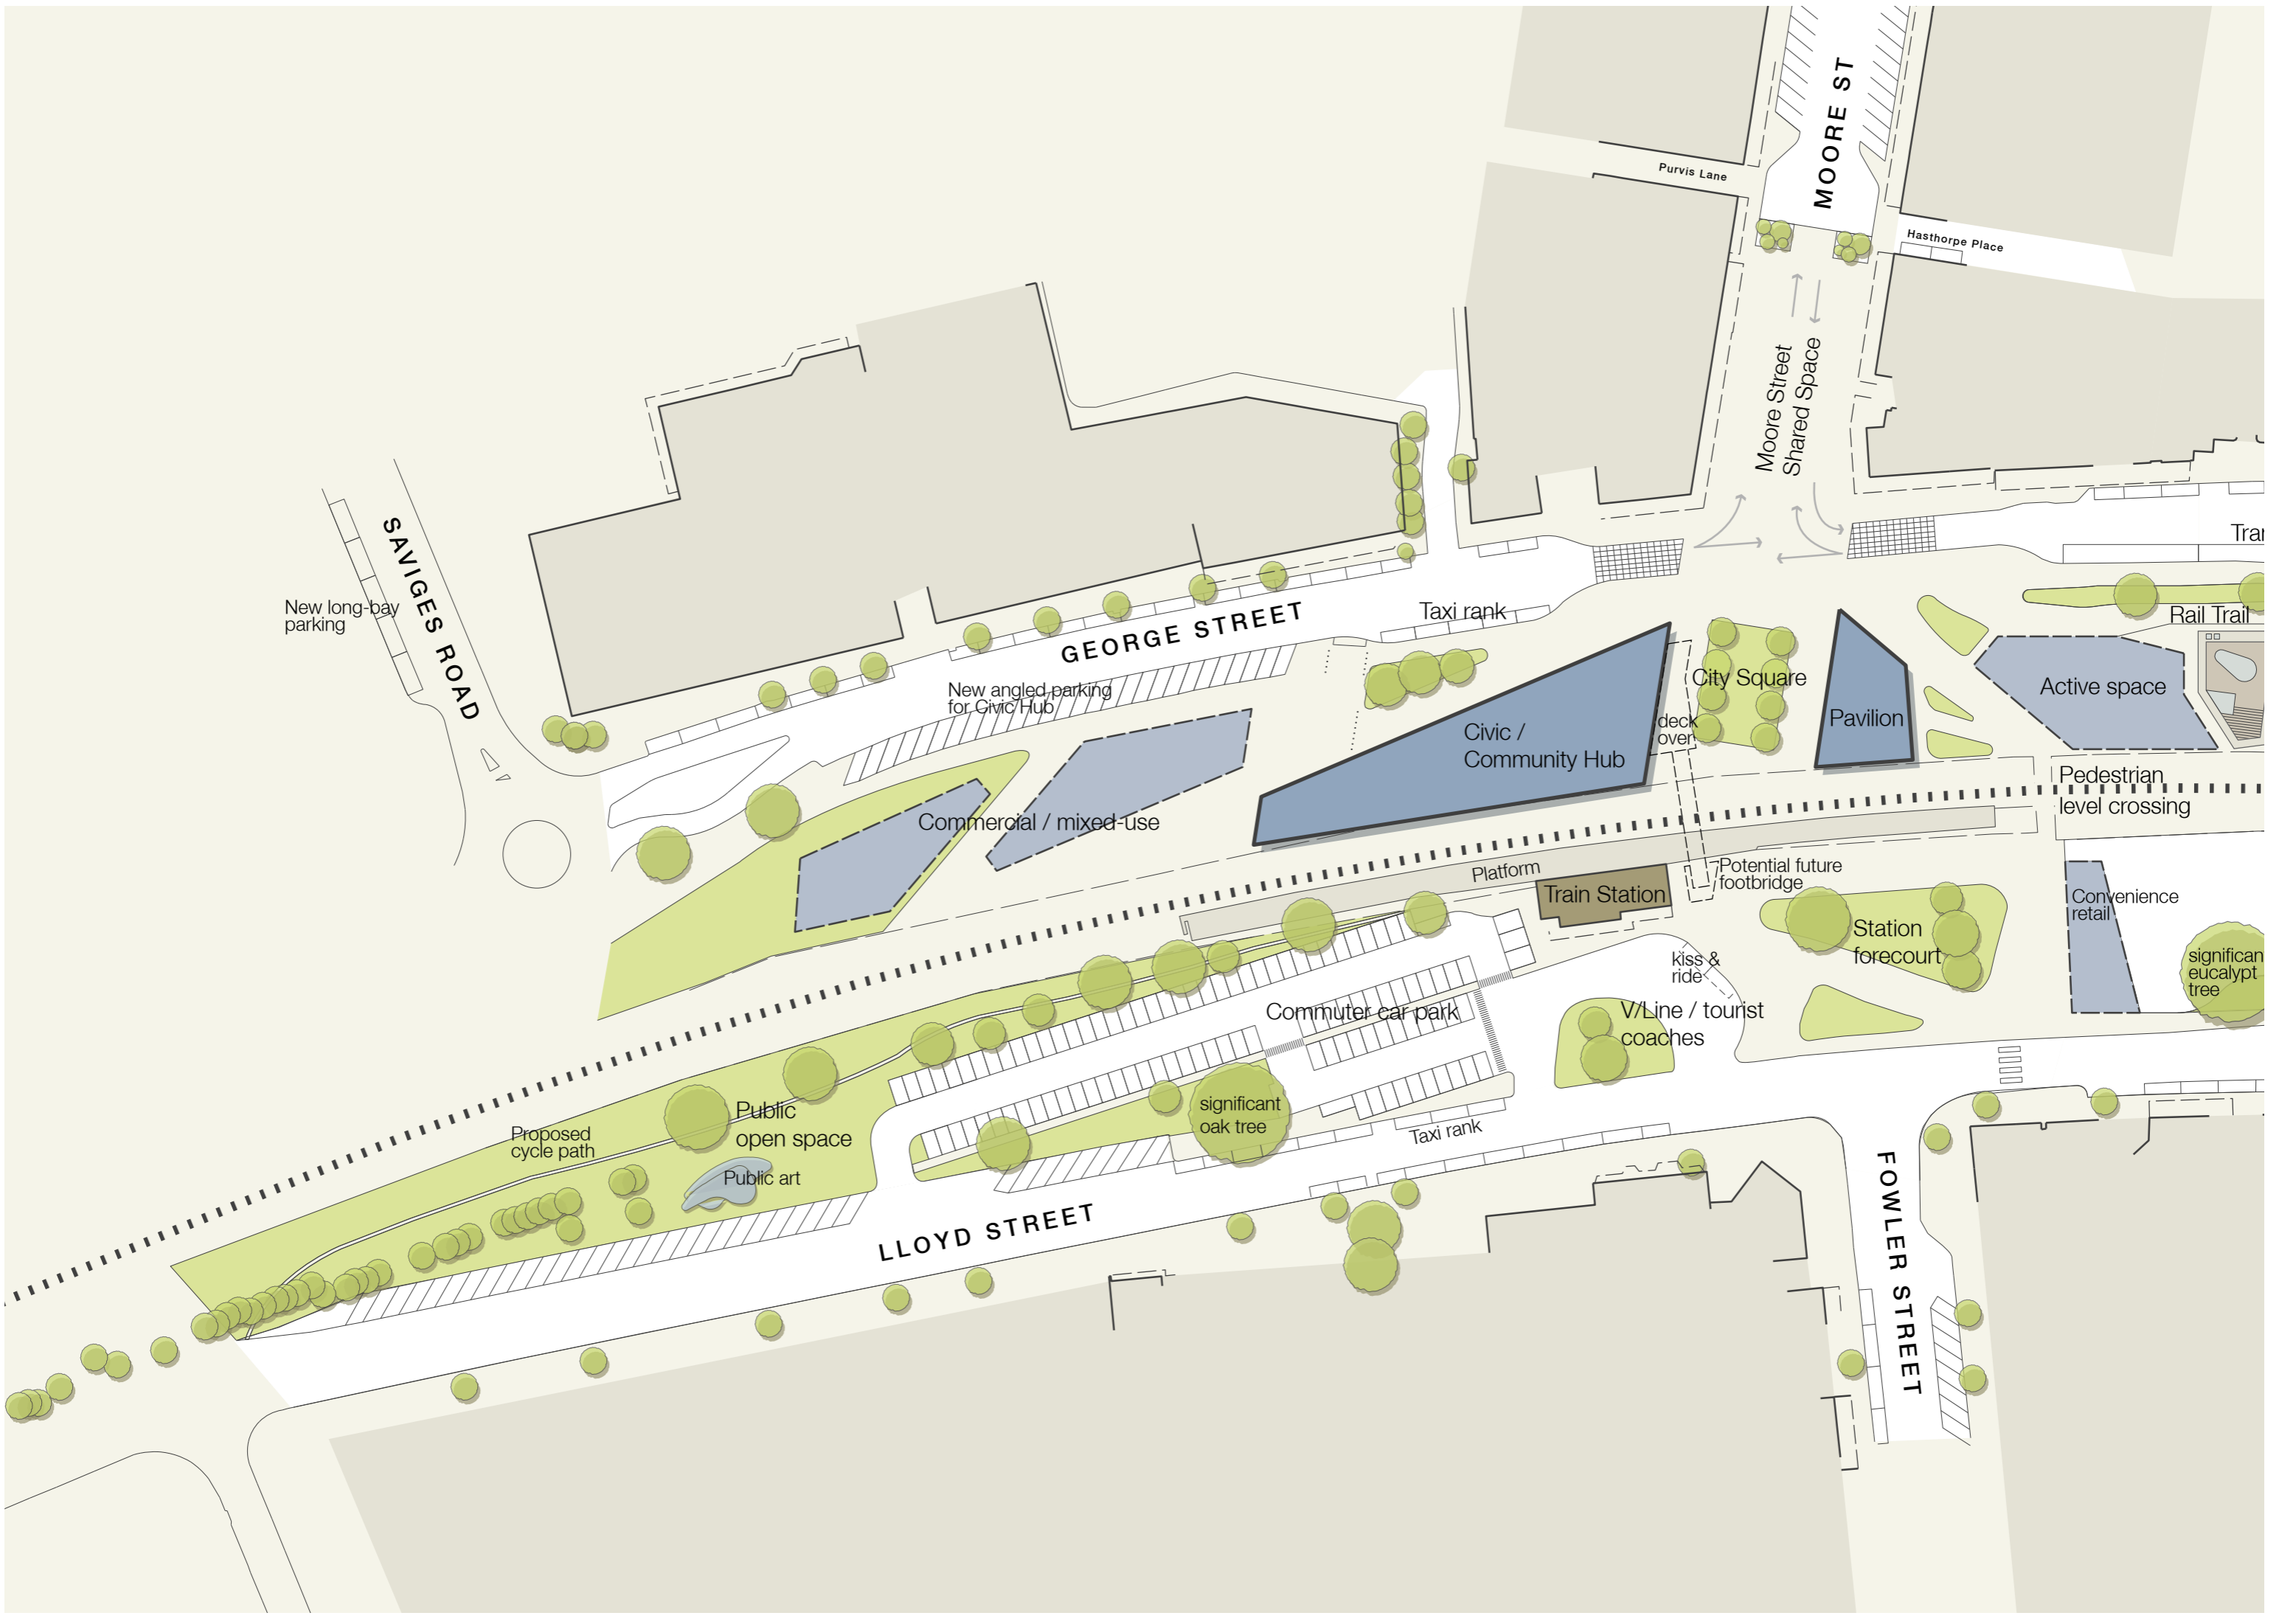 MOORE ST
Purvis Lane
Hasthorpe Place
Moore Street
Shared Space
SAVIGES ROAD
New long-bay
parking
GEORGE STREET
Taxi rank
New angled parking
for Civic Hub
Commercial / mixed-use
Civic /
Community Hub
deck
over
City Square
Pavilion
Rail Trail
Active space
Pedestrian
level crossing
Platform
Train Station
Potential future
footbridge
Station
forecourt
Convenience
retail
eucalypt
tree
kiss &
ride
V/Line / tourist
coaches
Commuter car park
significant
oak tree
Taxi rank
Public
open space
Proposed
cycle path
Public art
LLOYD STREET
FOWLER STREET